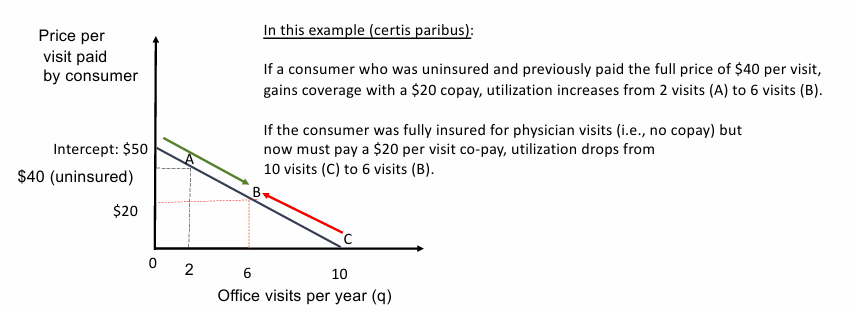 Price per
visit paid
by consumer
In this example (certis paribus):
If a consumer who was uninsured and previously paid the full price of $40 per visit,
gains coverage with a $20 copay, utilization increases from 2 visits (A) to 6 visits (B).
If the consumer was fully insured for physician visits (i.e., no copay) but
now must pay a $20 per visit co-pay, utilization drops from
10 visits (C) to 6 visits (B).
Intercept: $50
A
$40 (uninsured)
B
$20
C
0
2
6
10
Office visits per year (q)